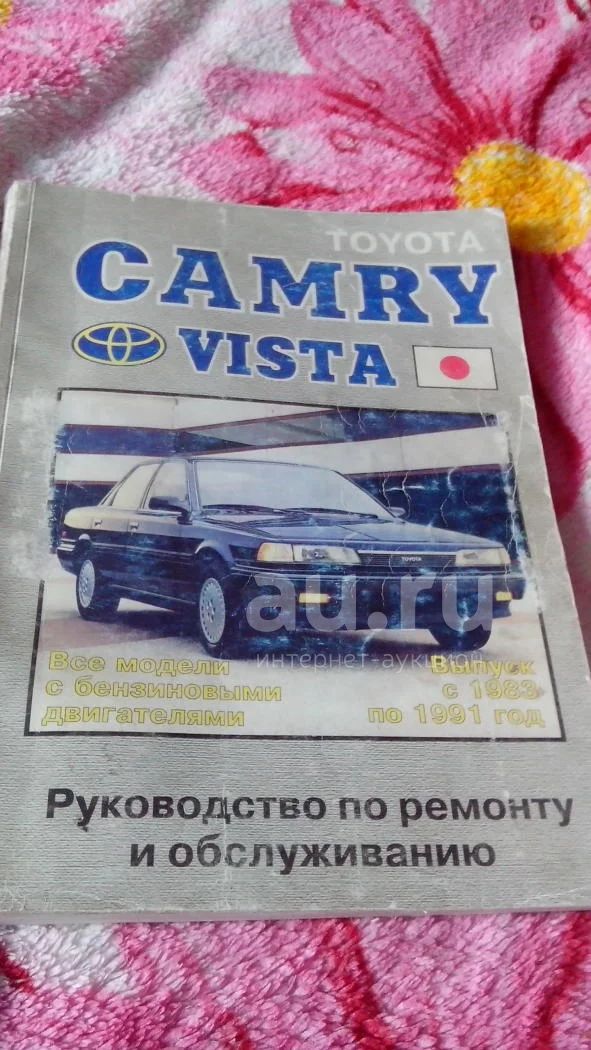 TOYOTA
CAMRY
VISTA
TOYOTA
au.ru
интернет-аукцион
Все модели
с бензиновыми
двигателями
Выпуск
с 1983
по 1991 год
Руководство по ремонту
и обслуживанию